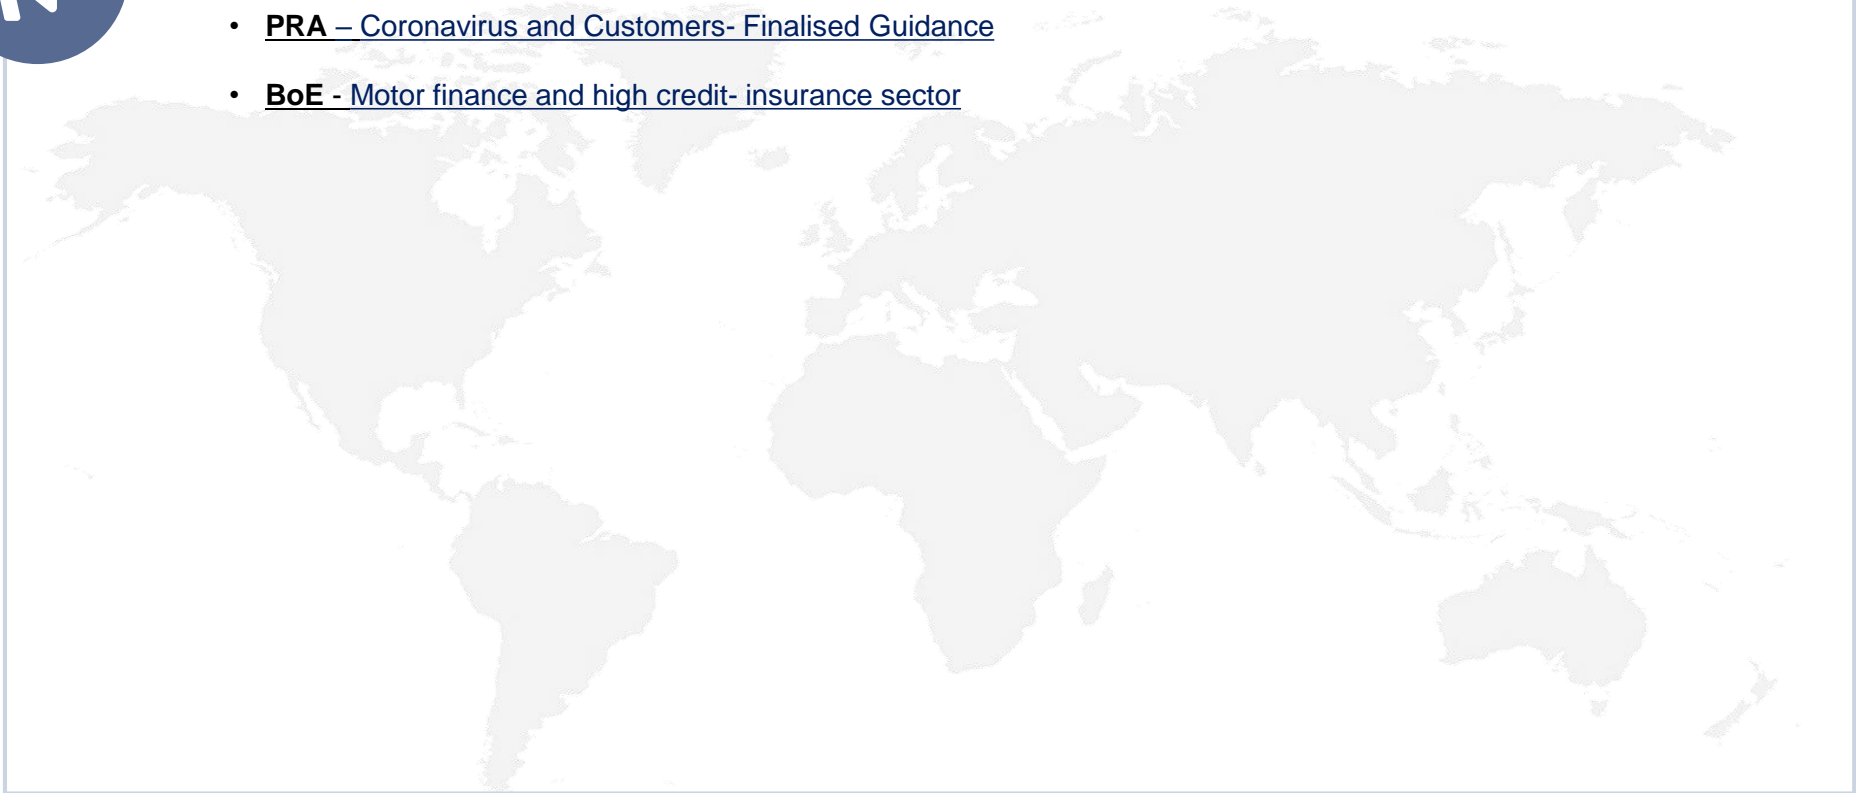 • PRA – Coronavirus and Customers- Finalised Guidance
• BoE - Motor finance and high credit- insurance sector